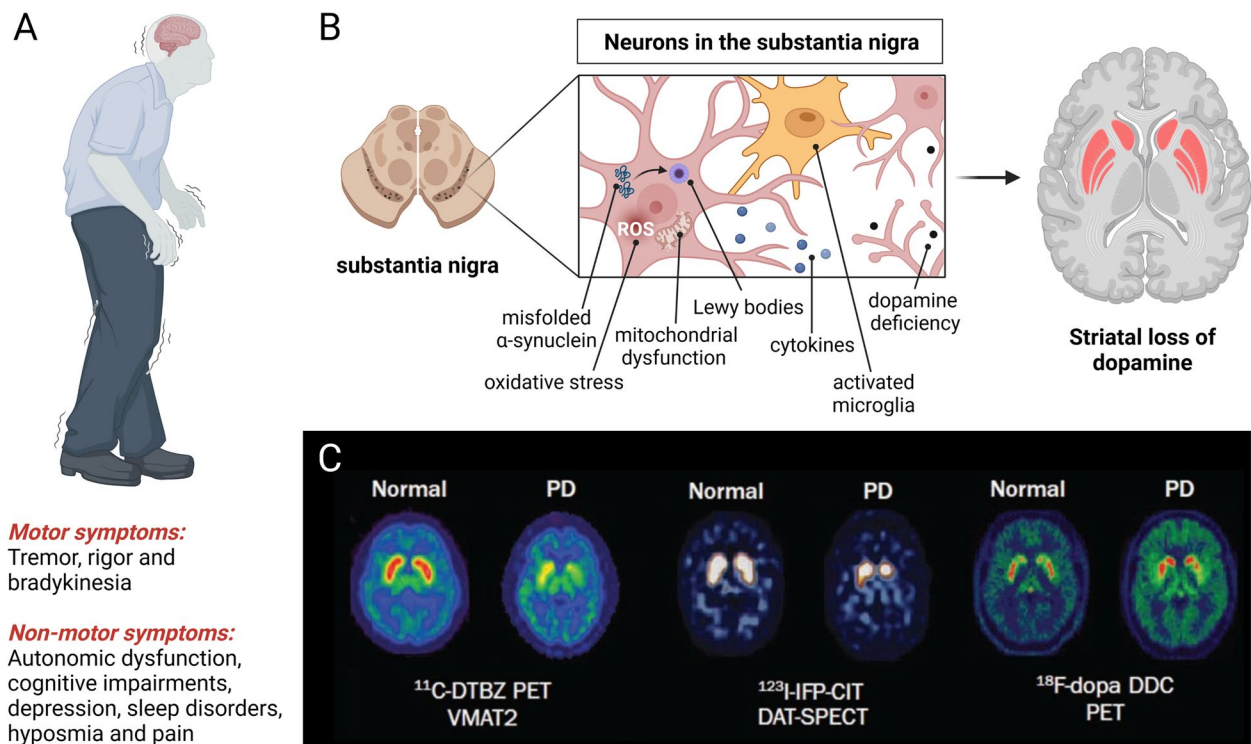 A
Motor symptoms:
Tremor, rigor and
bradykinesia
Non-motor symptoms:
Autonomic dysfunction,
cognitive impairments,
depression, sleep disorders,
hyposmia and pain
B
Neurons in the substantia nigra
substantia nigra
ROS
misfolded
α-synuclein
oxidative stress
mitochondrial
dysfunction
Lewy bodies
cytokines
activated
microglia
dopamine
deficiency
Striatal loss of
dopamine
C
Normal PD
¹¹C-DTBZ PET
VMAT2
Normal PD
¹²³I-IFP-CIT
DAT-SPECT
Normal PD
¹⁸F-dopa DDC
PET